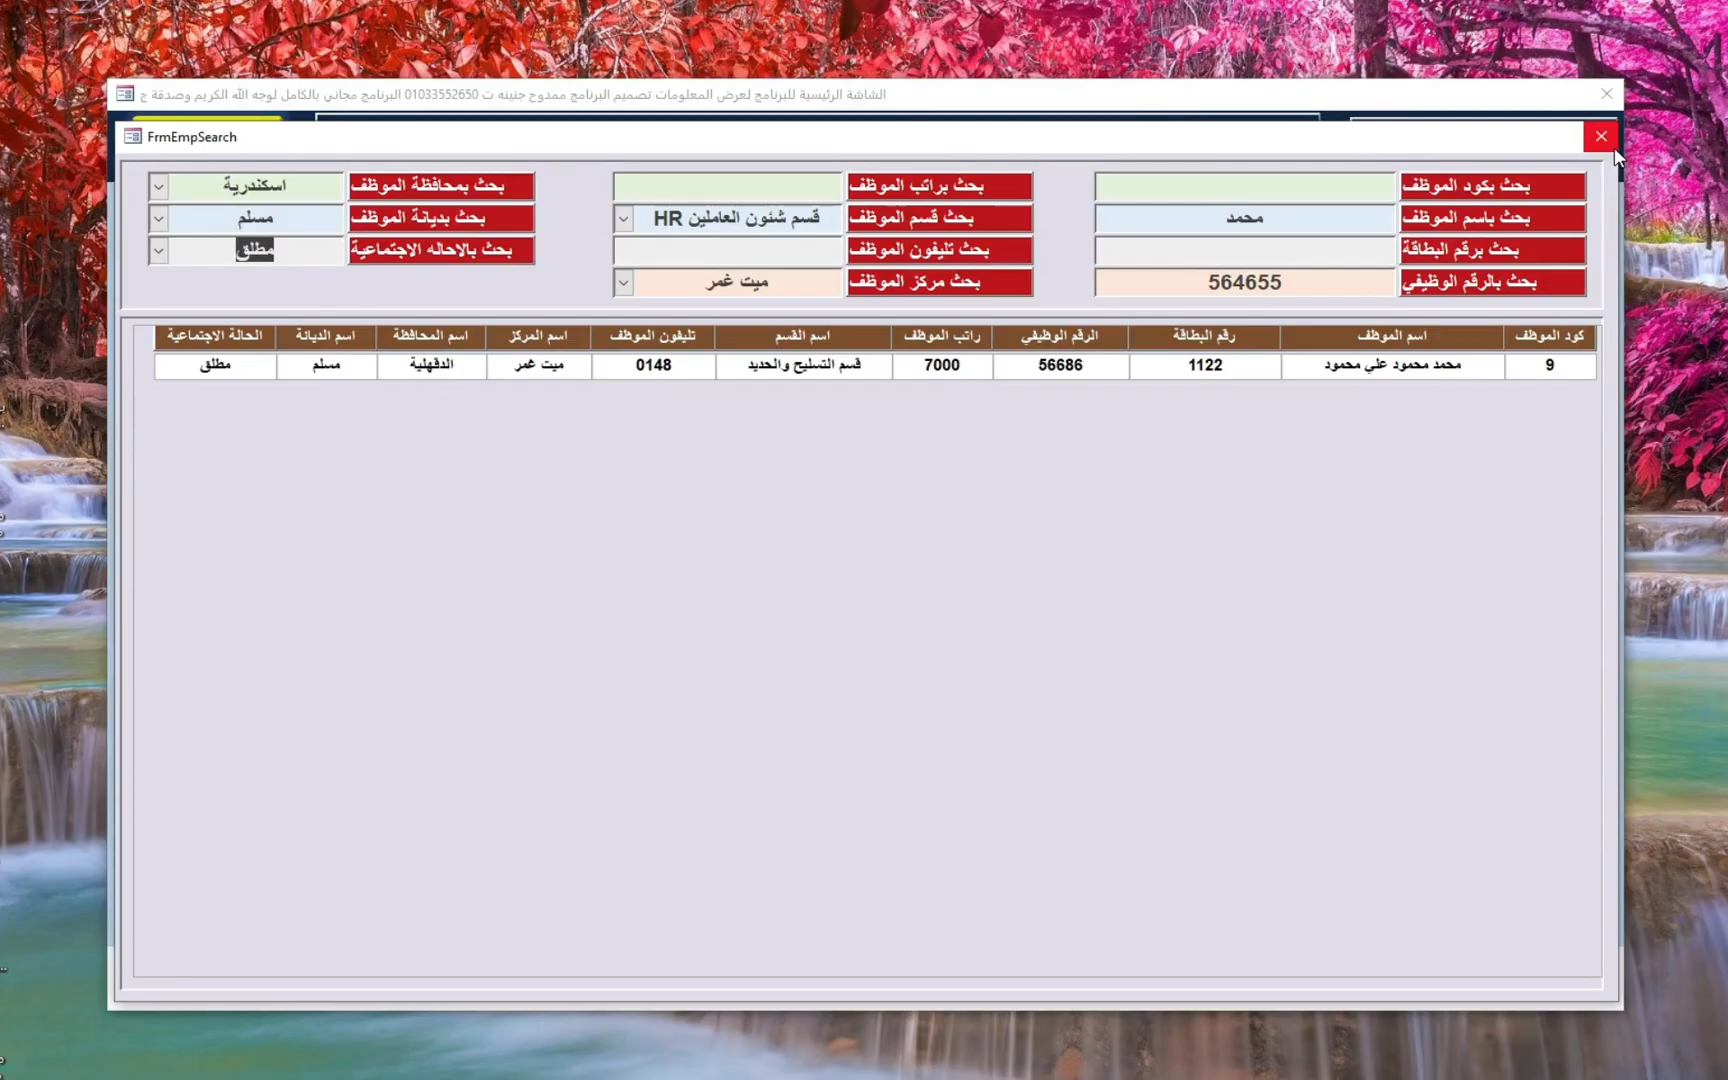 الشاشة الرئيسية للبرنامج لعرض المعلومات تصميم البرنامج ممدوح جنينه ت 01033552650 البرنامج مجاني بالكامل لوجه الله الكريم وصدقة ج
FrmEmpSearch
بحث بكود الموظف بحث براتب الموظف بحث بمحافظة الموظف اسكندرية
بحث باسم الموظف محمد بحث قسم الموظف قسم شئون العاملين HR بحث بديانة الموظف مسلم
بحث برقم البطاقة بحث تليفون الموظف بحث بالاحاله الاجتماعية مطلق
بحث بالرقم الوظيفي 564655 بحث مركز الموظف ميت غمر
كود الموظف اسم الموظف رقم البطاقة الرقم الوظيفي راتب الموظف اسم القسم تليفون الموظف اسم المركز اسم المحافظة اسم الديانة الحالة الاجتماعية
9 محمد محمود علي محمود 1122 56686 7000 قسم التسليح والحديد 0148 ميت غمر الدقهلية مسلم مطلق